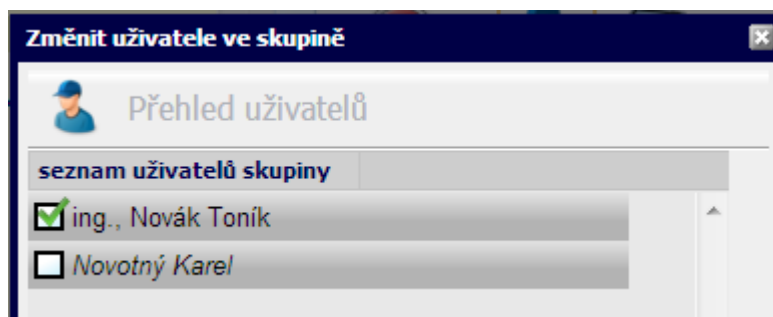 Změnit uživatele ve skupině
Přehled uživatelů
seznam uživatelů skupiny
ing., Novák Toník
Novotný Karel